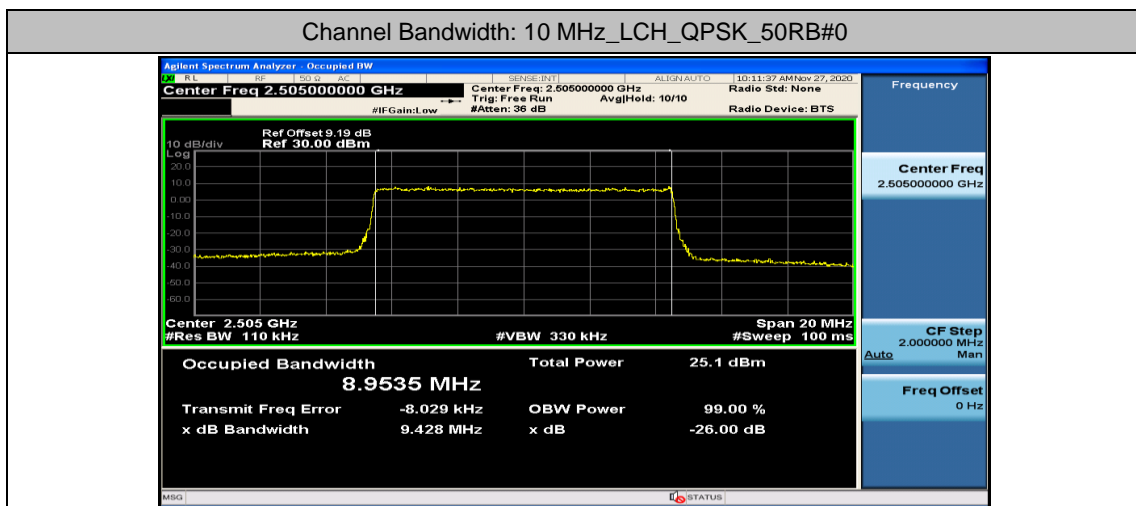 Channel Bandwidth: 10 MHz_LCH_QPSK_50RB#0
Agilent Spectrum Analyzer - Occupied BW
RL RF 50 Ω AC SENSE:INT ALIGN AUTO 10:11:37 AM Nov 27, 2020
Center Freq 2.505000000 GHz
Center Freq: 2.505000000 GHz
Radio Std: None
Trig: Free Run Avg|Hold: 10/10
#IFGain:Low
#Atten: 36 dB
Radio Device: BTS
Ref Offset 9.19 dB
10 dB/div Ref 30.00 dBm
Log
20.0
10.0
0.00
-10.0
-20.0
-30.0
-40.0
-50.0
-60.0
Center 2.505 GHz Span 20 MHz
#Res BW 110 kHz #VBW 330 kHz #Sweep 100 ms
Occupied Bandwidth Total Power 25.1 dBm
8.9535 MHz
Transmit Freq Error -8.029 kHz OBW Power 99.00 %
x dB Bandwidth 9.428 MHz x dB -26.00 dB
Frequency
Center Freq
2.505000000 GHz
CF Step
2.000000 MHz
Auto Man
Freq Offset
0 Hz
MSG STATUS